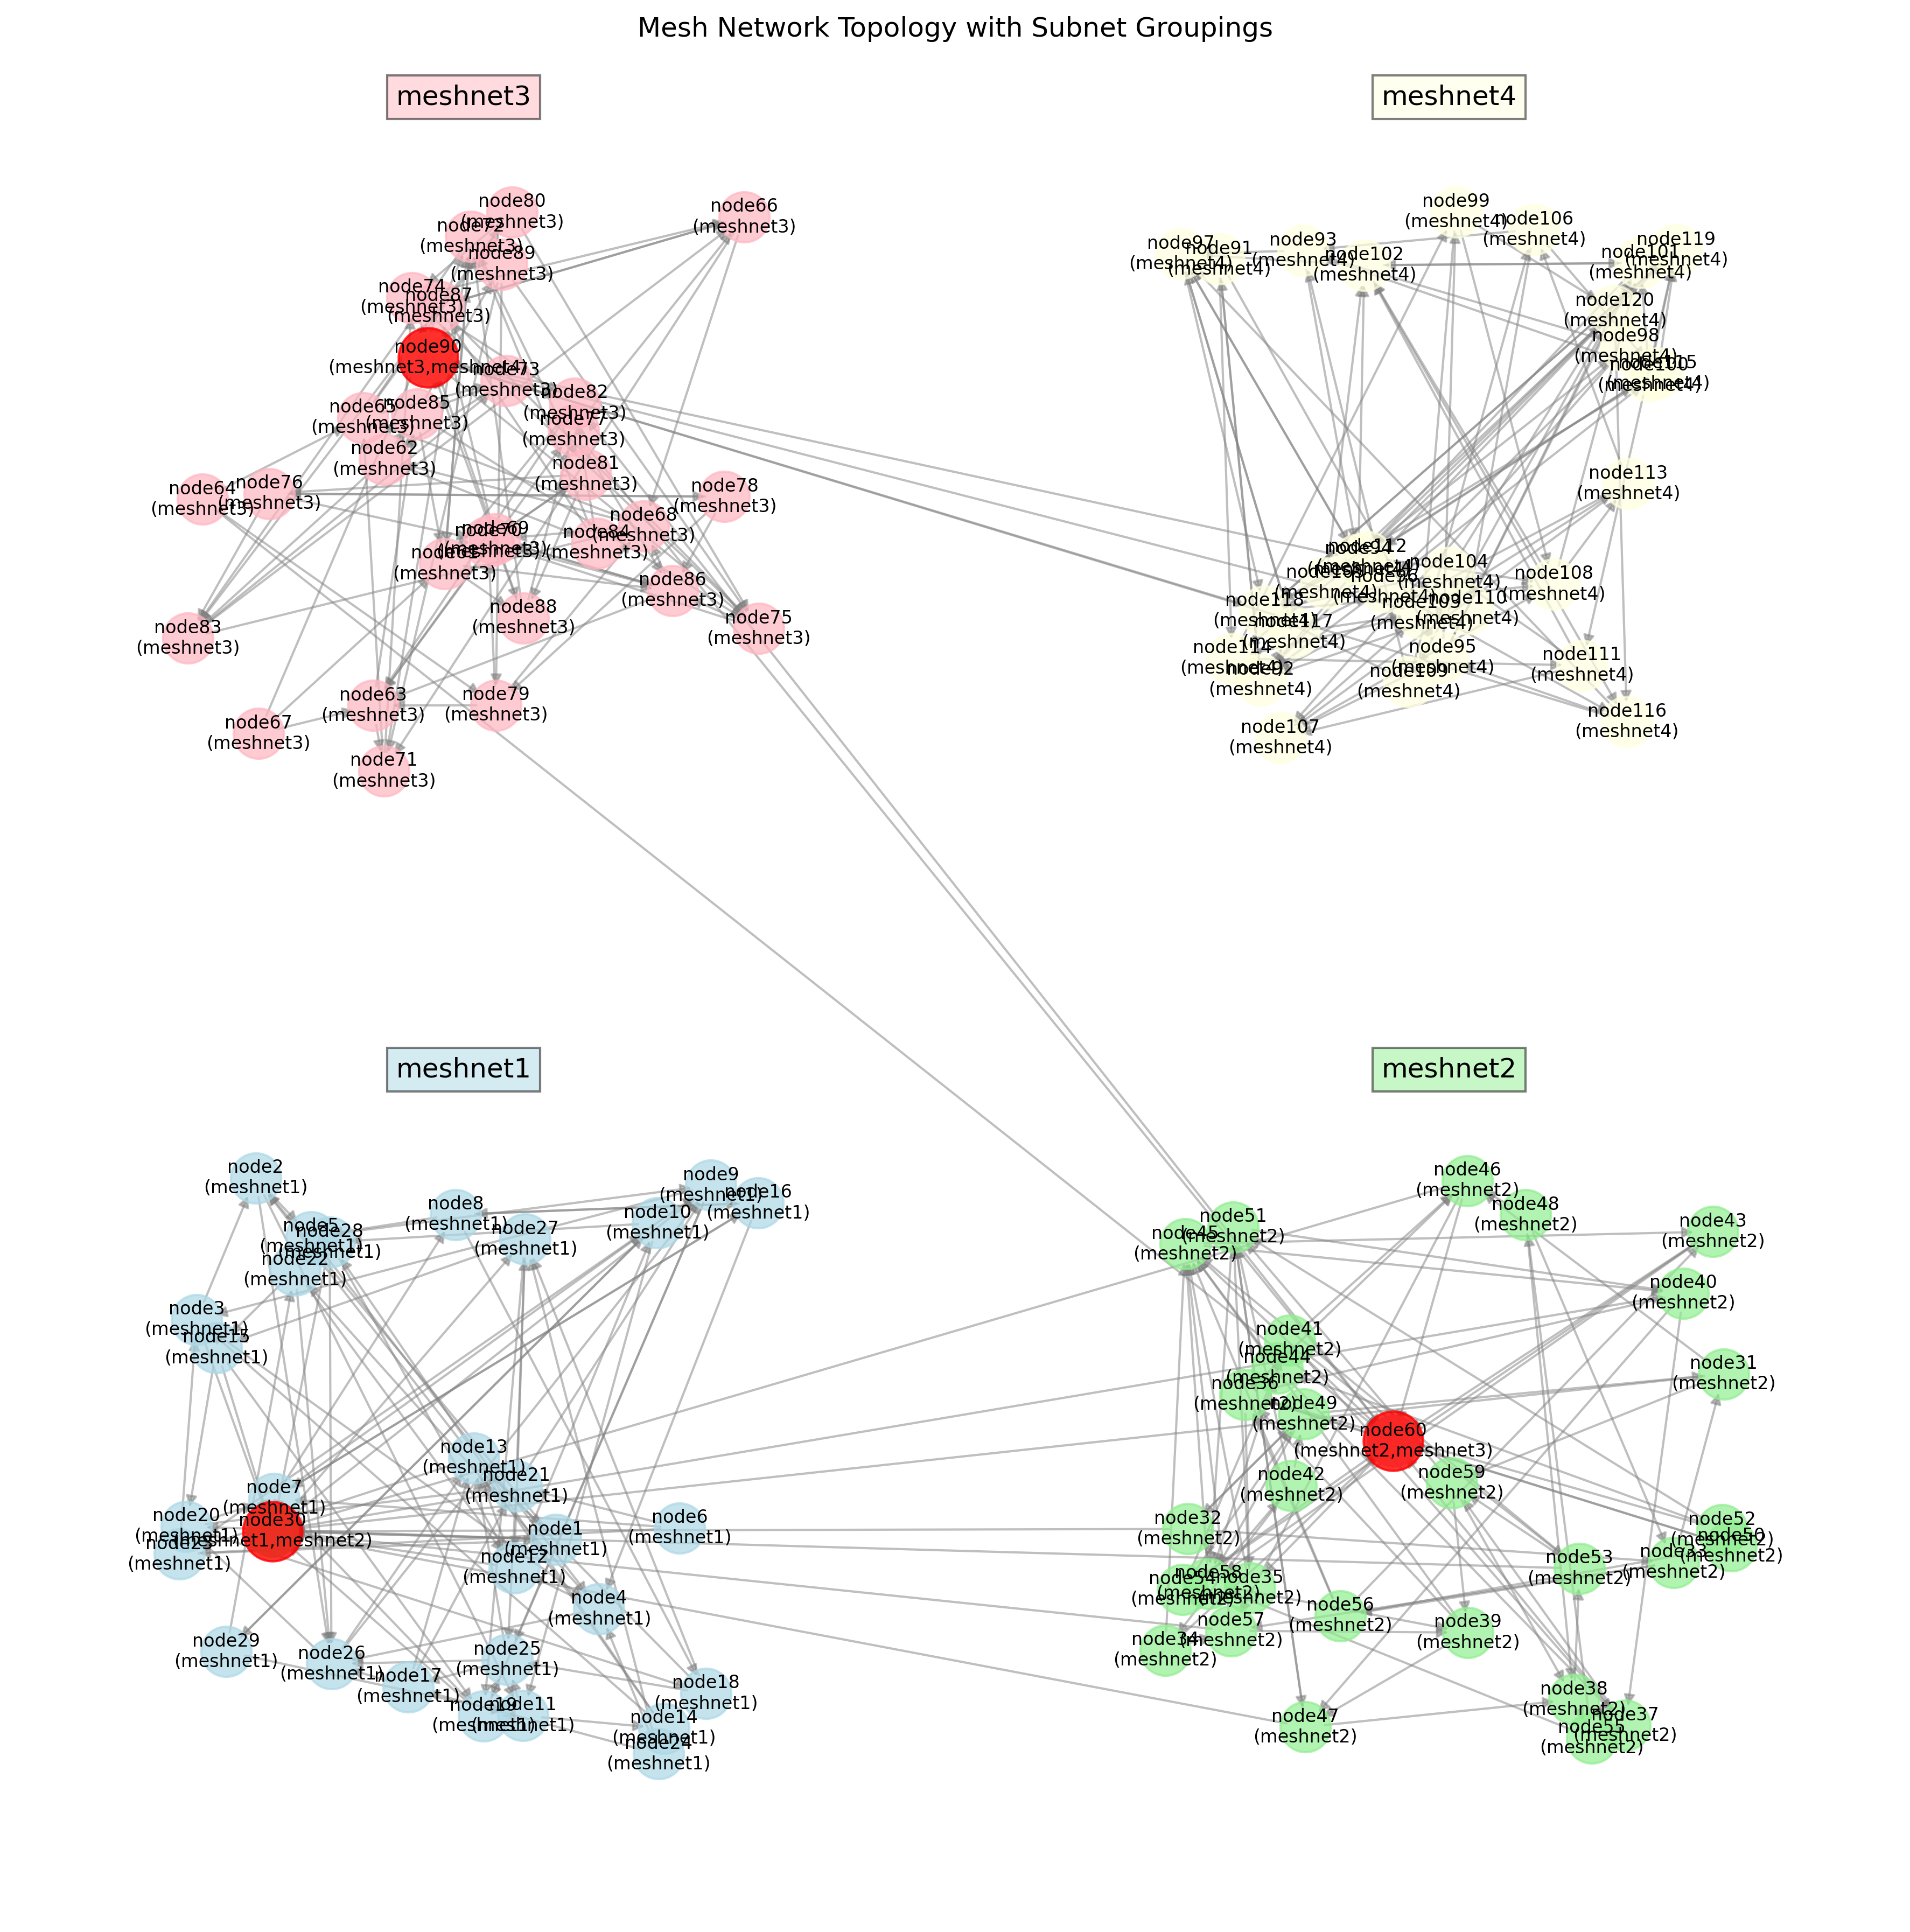 Mesh Network Topology with Subnet Groupings
meshnet3
meshnet4
node80
(meshnet3)
node66
(meshnet3)
node72
(meshnet3)
node89
(meshnet3)
node74
(meshnet3)
node87
(meshnet3)
node90
(meshnet3,meshnet4)
node73
(meshnet3)
node82
(meshnet3)
node65
(meshnet3)
node85
(meshnet3)
node77
(meshnet3)
node62
(meshnet3)
node81
(meshnet3)
node64
(meshnet3)
node76
(meshnet3)
node78
(meshnet3)
node68
(meshnet3)
node69
(meshnet3)
node70
(meshnet3)
node84
(meshnet3)
(meshnet3)
node86
(meshnet3)
node88
(meshnet3)
node75
(meshnet3)
node83
(meshnet3)
node63
(meshnet3)
node79
(meshnet3)
node67
(meshnet3)
node71
(meshnet3)
node99
(meshnet4)
node106
(meshnet4)
node97
(meshnet4)
node91
(meshnet4)
node93
(meshnet4)
node102
(meshnet4)
node119
(meshnet4)
node101
(meshnet4)
node120
(meshnet4)
node98
(meshnet4)
node115
(meshnet4)
node100
(meshnet4)
node113
(meshnet4)
node112
(meshnet4)
node94
(meshnet4)
node104
(meshnet4)
(meshnet4)
node96
(meshnet4)
node108
(meshnet4)
node118
(meshnet4)
(meshnet4)
node110
(meshnet4)
node117
(meshnet4)
node114
(meshnet4)
node95
(meshnet4)
node111
(meshnet4)
node92
(meshnet4)
node109
(meshnet4)
node107
(meshnet4)
node116
(meshnet4)
meshnet1
meshnet2
node2
(meshnet1)
node9
(meshnet1)
node16
(meshnet1)
node8
(meshnet1)
node10
(meshnet1)
node5
(meshnet1)
node28
(meshnet1)
node27
(meshnet1)
node22
(meshnet1)
node3
(meshnet1)
node15
(meshnet1)
node13
(meshnet1)
node21
(meshnet1)
node7
(meshnet1)
node20
(meshnet1)
node30
(meshnet1,meshnet2)
node6
(meshnet1)
node1
(meshnet1)
node23
(meshnet1)
node12
(meshnet1)
node4
(meshnet1)
node29
(meshnet1)
node26
(meshnet1)
node25
(meshnet1)
node17
(meshnet1)
node18
(meshnet1)
node19
(meshnet1)
node11
(meshnet1)
node14
(meshnet1)
node24
(meshnet1)
node46
(meshnet2)
node48
(meshnet2)
node51
(meshnet2)
node45
(meshnet2)
node43
(meshnet2)
node40
(meshnet2)
node41
(meshnet2)
node44
(meshnet2)
node31
(meshnet2)
node36
(meshnet2)
node49
(meshnet2)
node60
(meshnet2,meshnet3)
node42
(meshnet2)
node59
(meshnet2)
node32
(meshnet2)
node52
(meshnet2)
node50
(meshnet2)
node33
(meshnet2)
node53
(meshnet2)
node58
(meshnet2)
node54
(meshnet2)
node35
(meshnet2)
node56
(meshnet2)
node57
(meshnet2)
node39
(meshnet2)
node34
(meshnet2)
node38
(meshnet2)
node47
(meshnet2)
node37
(meshnet2)
node55
(meshnet2)